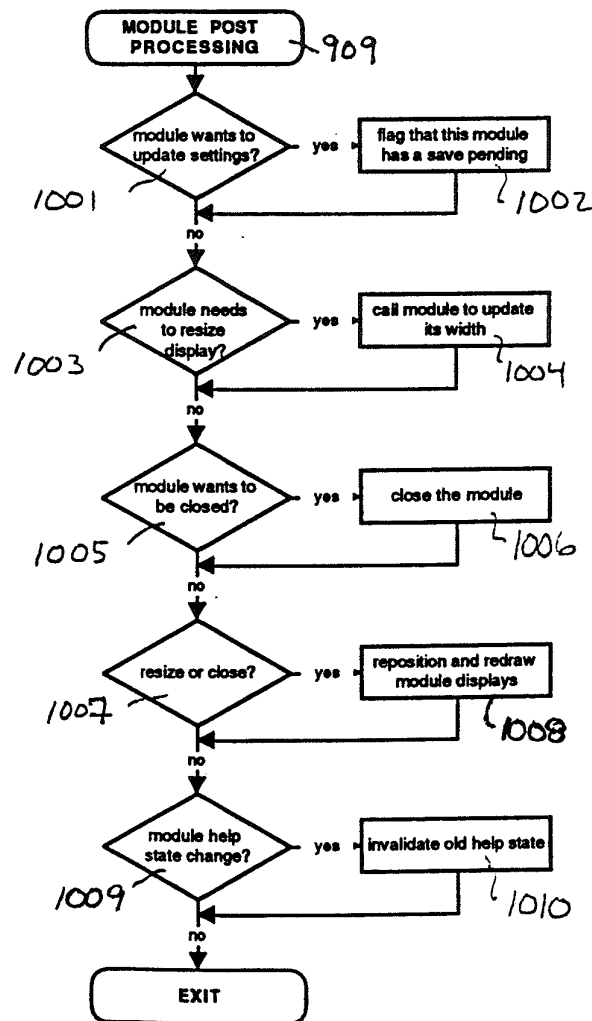 MODULE POST
PROCESSING
909
module wants to
update settings?
yes
flag that this module
has a save pending
1001
1002
no
module needs
to resize
display?
yes
call module to update
its width
1003
1004
no
module wants to
be closed?
yes
close the module
1005
1006
no
resize or close?
yes
reposition and redraw
module displays
1007
1008
no
module help
state change?
yes
invalidate old help state
1009
1010
no
EXIT